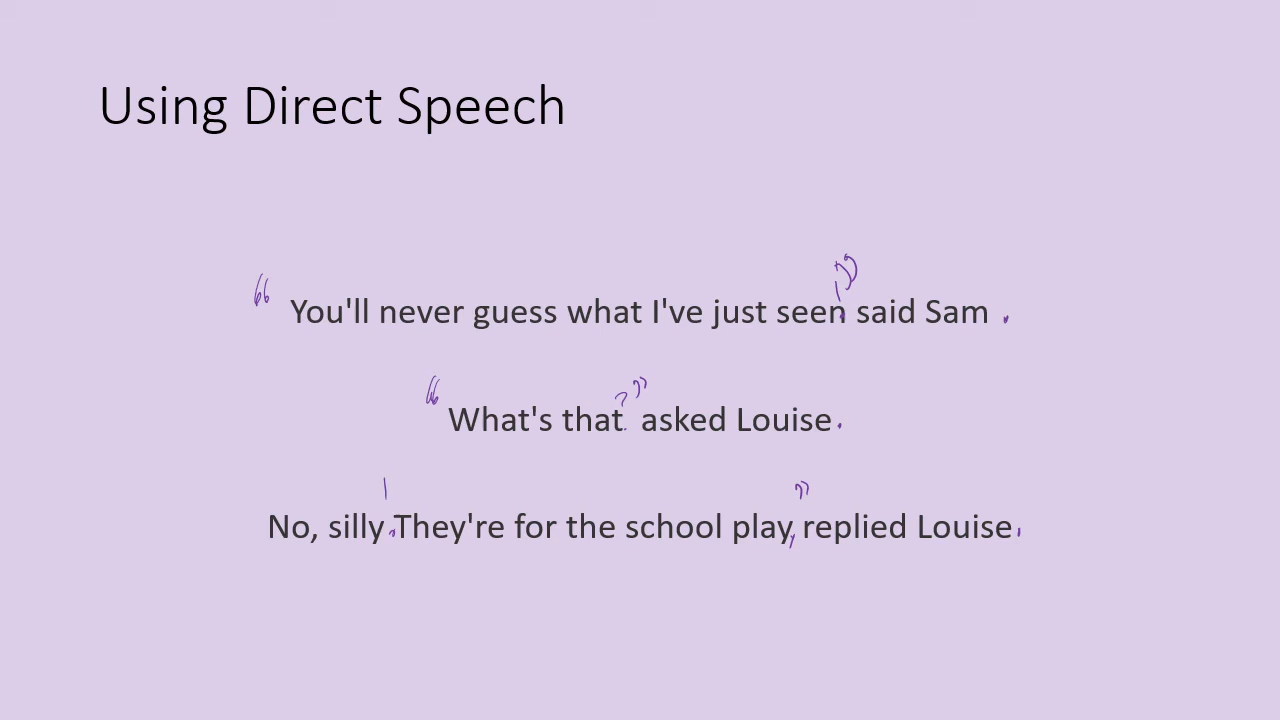 Using Direct Speech
“You'll never guess what I've just seen!” said Sam.
“What's that?” asked Louise.
No, silly! They're for the school play,” replied Louise.